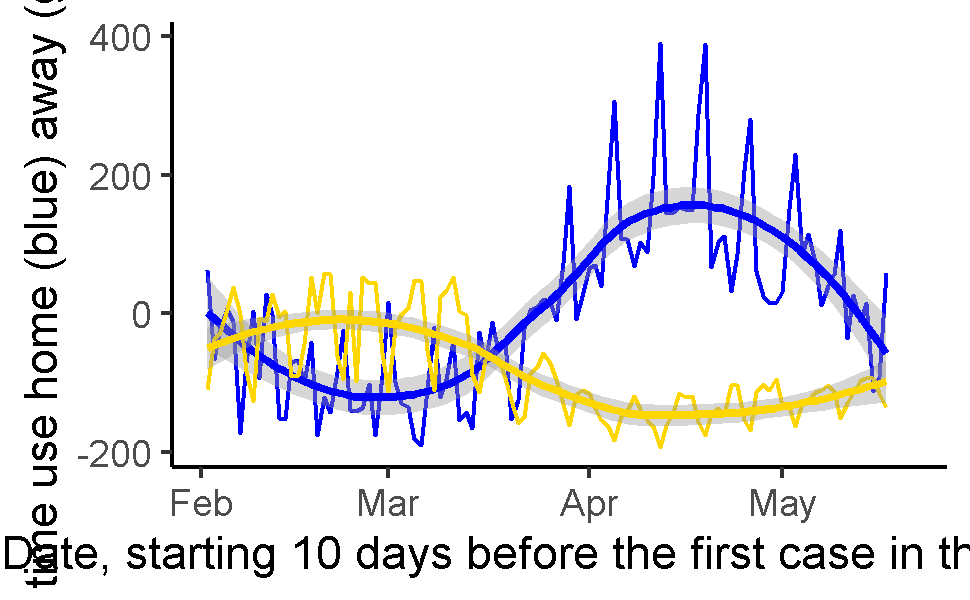 time use home (blue) away (
400
200
0
-200
Feb Mar Apr May
Date, starting 10 days before the first case in th